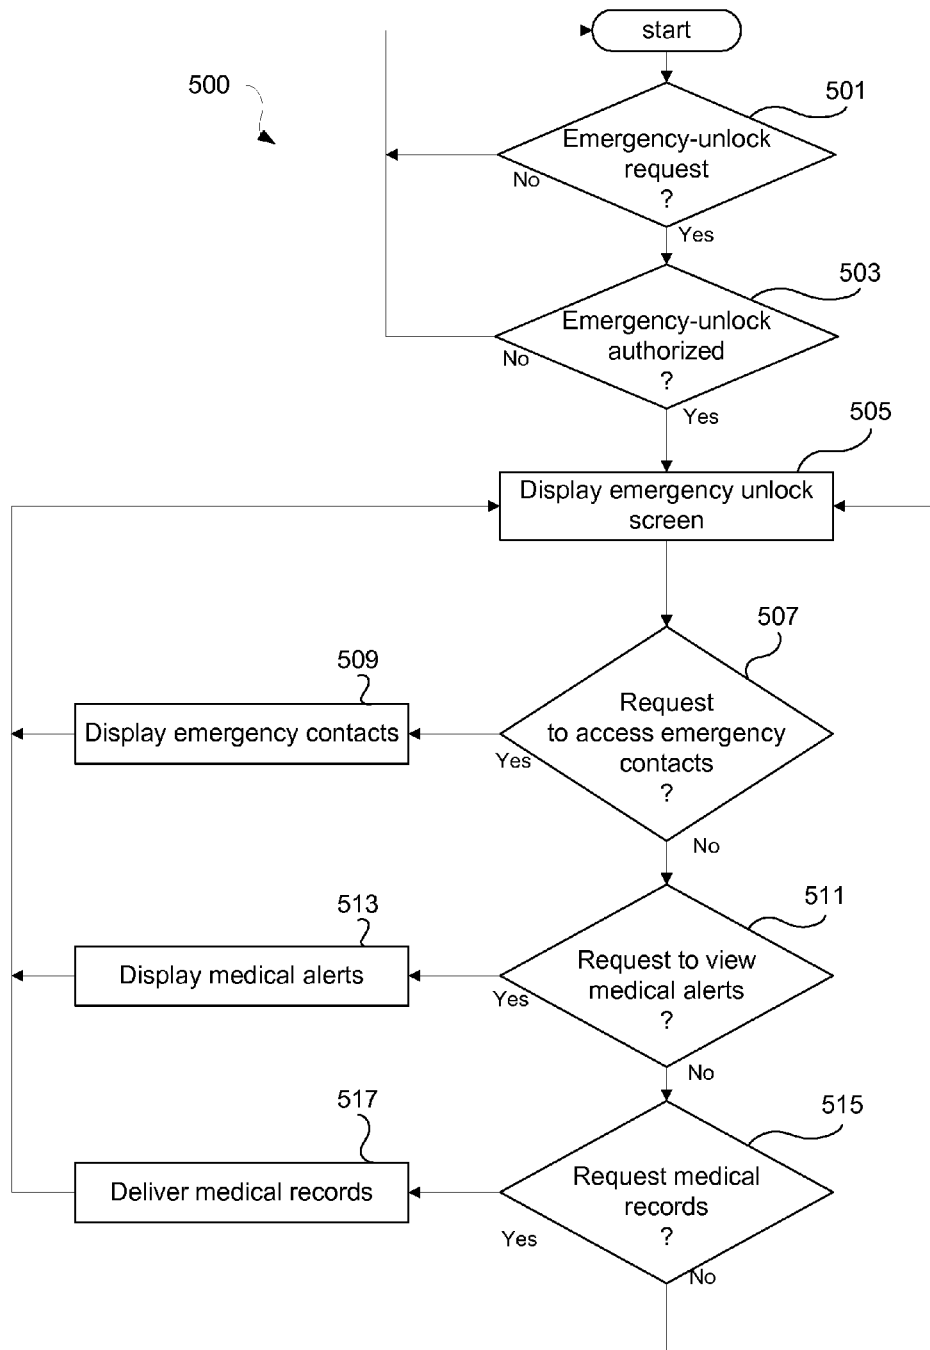 start
500
501
Emergency-unlock
request
?
No
Yes
503
Emergency-unlock
authorized
?
No
Yes
505
Display emergency unlock
screen
507
Request
to access emergency
contacts
?
Yes
No
509
Display emergency contacts
511
Request to view
medical alerts
?
Yes
No
513
Display medical alerts
515
Request medical
records
?
Yes
No
517
Deliver medical records